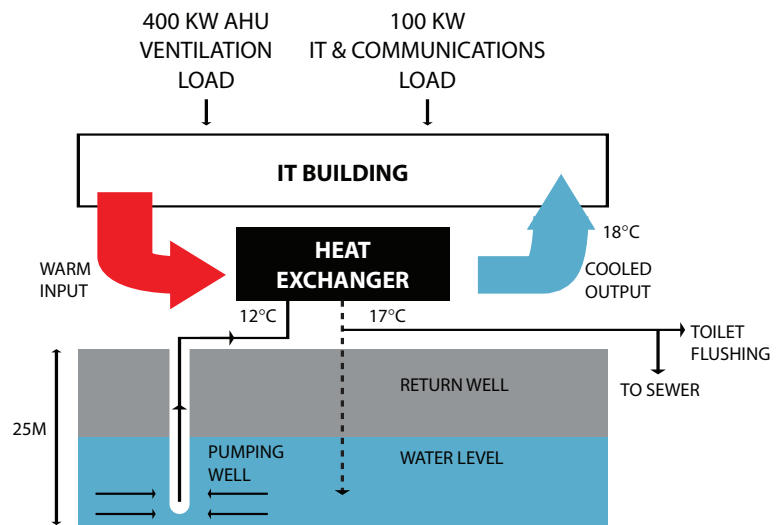 400 KW AHU
VENTILATION
LOAD
100 KW
IT & COMMUNICATIONS
LOAD
IT BUILDING
HEAT
EXCHANGER
WARM
INPUT
18°C
COOLED
OUTPUT
12°C
17°C
TOILET
FLUSHING
TO SEWER
RETURN WELL
25M
PUMPING
WELL
WATER LEVEL